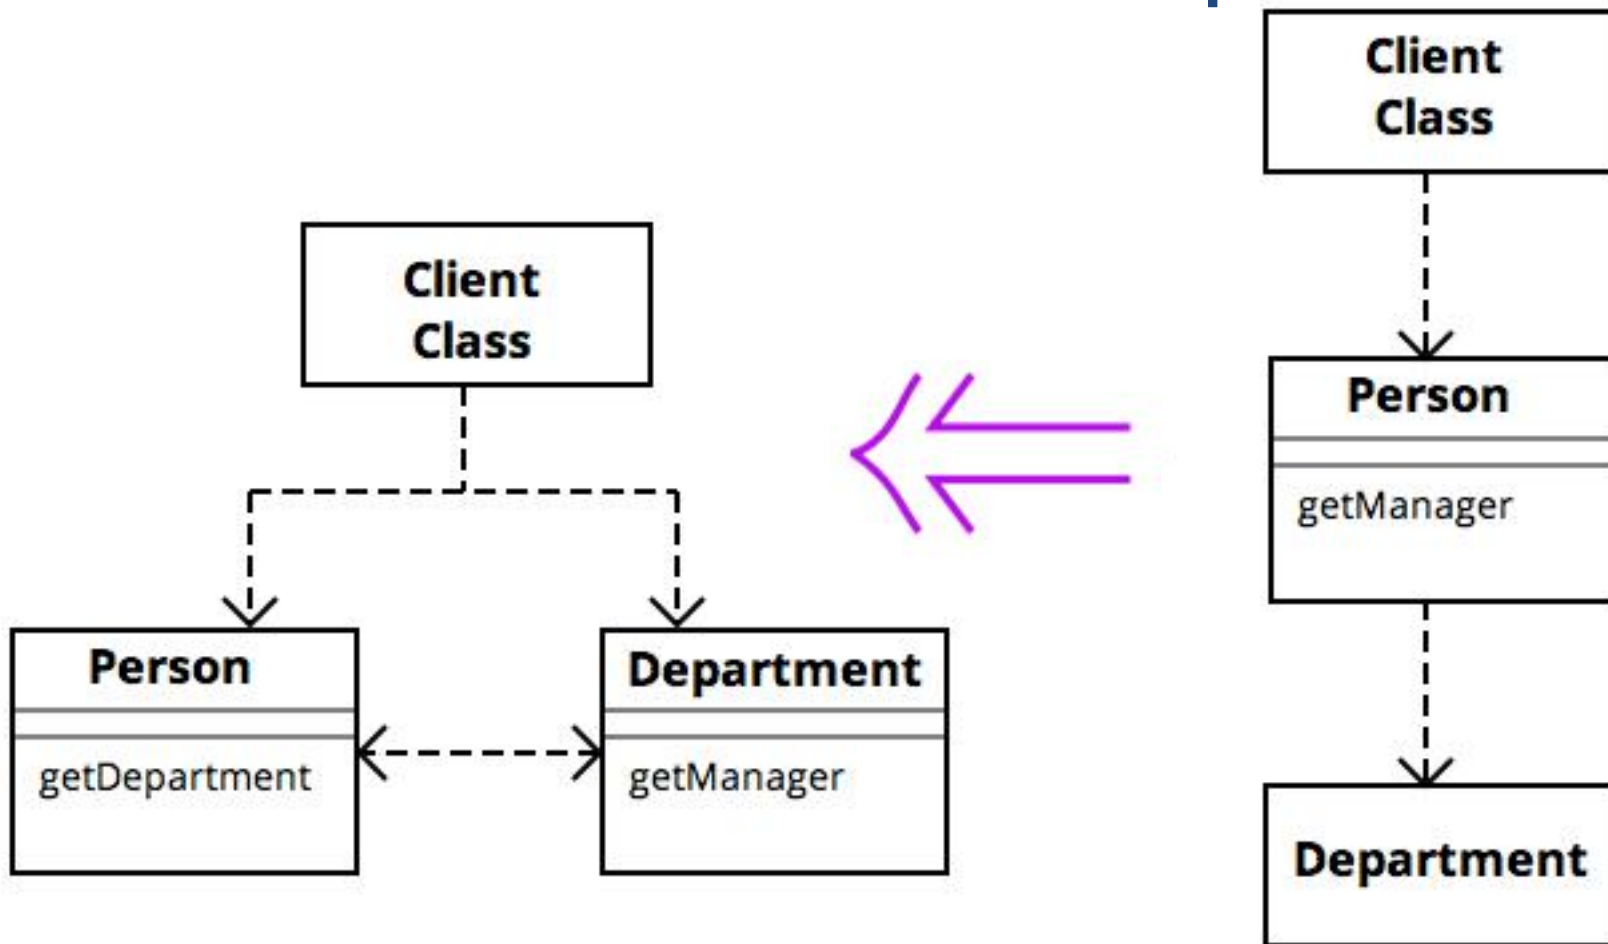 Client
Class
Person
getDepartment
Department
getManager
Client
Class
Person
getManager
Department